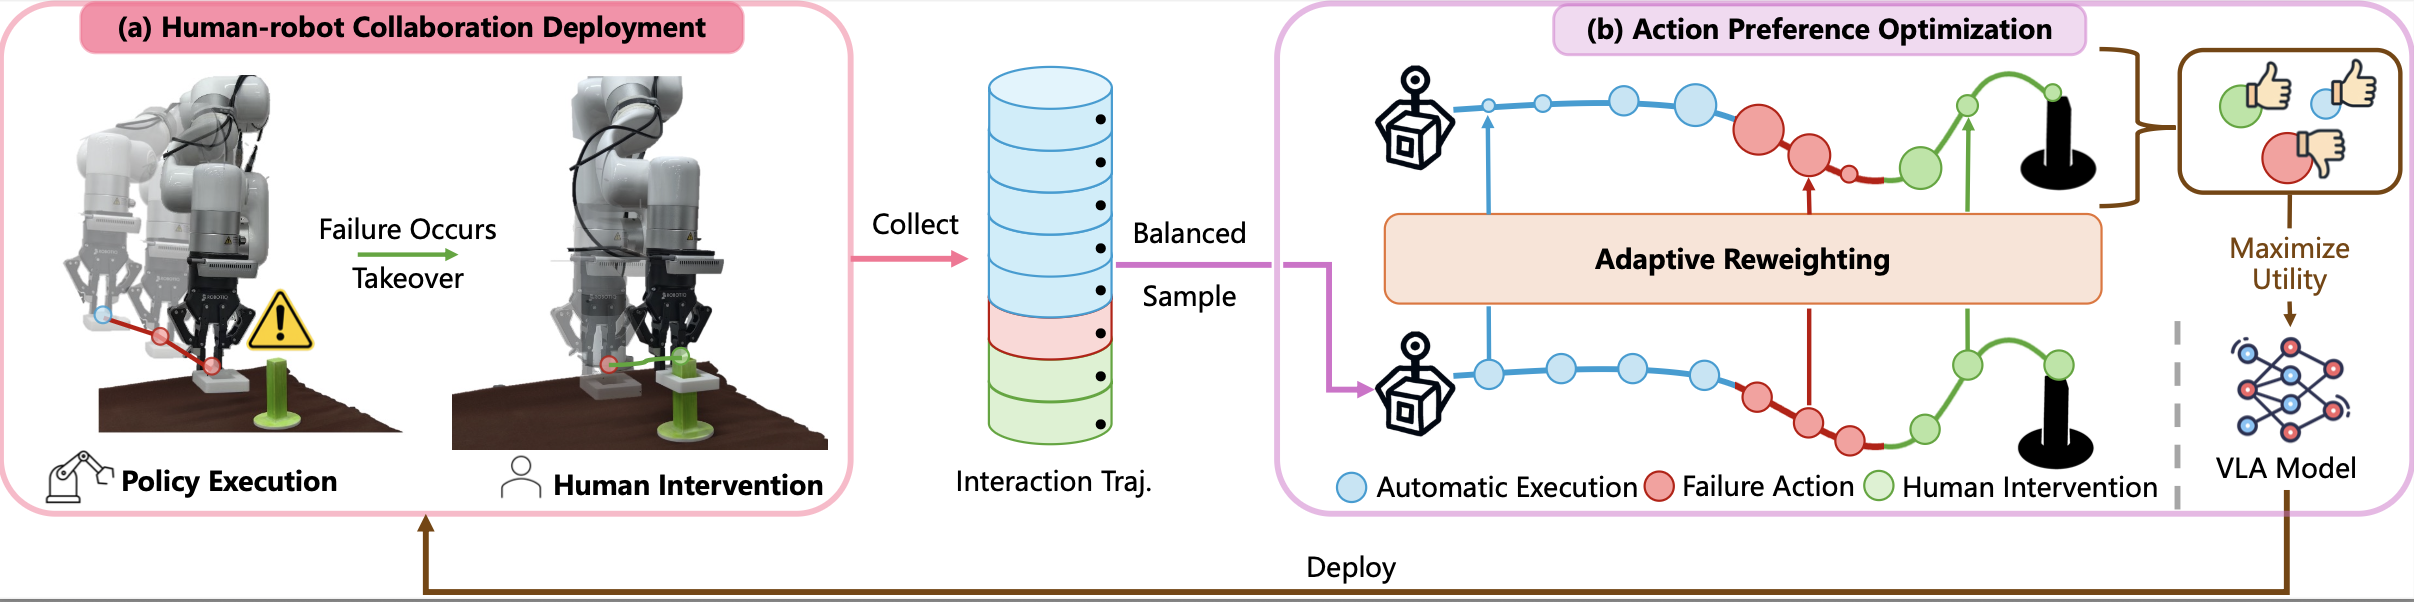 (a) Human-robot Collaboration Deployment
Failure Occurs
Takeover
Policy Execution
Human Intervention
Collect
Interaction Traj.
Balanced
Sample
(b) Action Preference Optimization
Adaptive Reweighting
Automatic Execution
Failure Action
Human Intervention
Maximize
Utility
VLA Model
Deploy